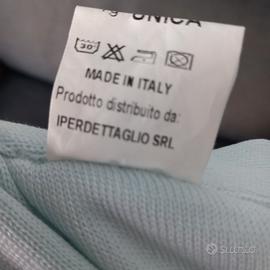 UNICA
30°
MADE IN ITALY
Prodotto distribuito da:
IPERDETTAGLIO SRL
subito